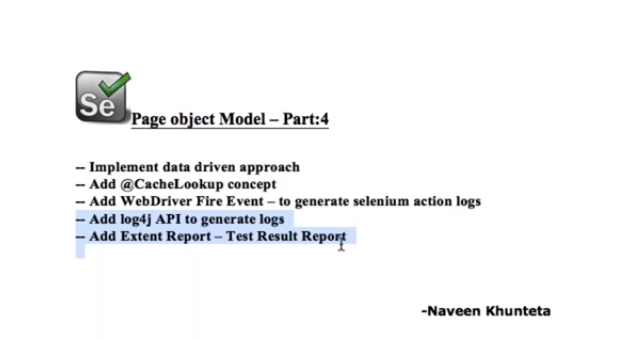 Se
Page object Model – Part:4
-- Implement data driven approach
-- Add @CacheLookup concept
-- Add WebDriver Fire Event – to generate selenium action logs
-- Add log4j API to generate logs
-- Add Extent Report – Test Result Report
-Naveen Khunteta